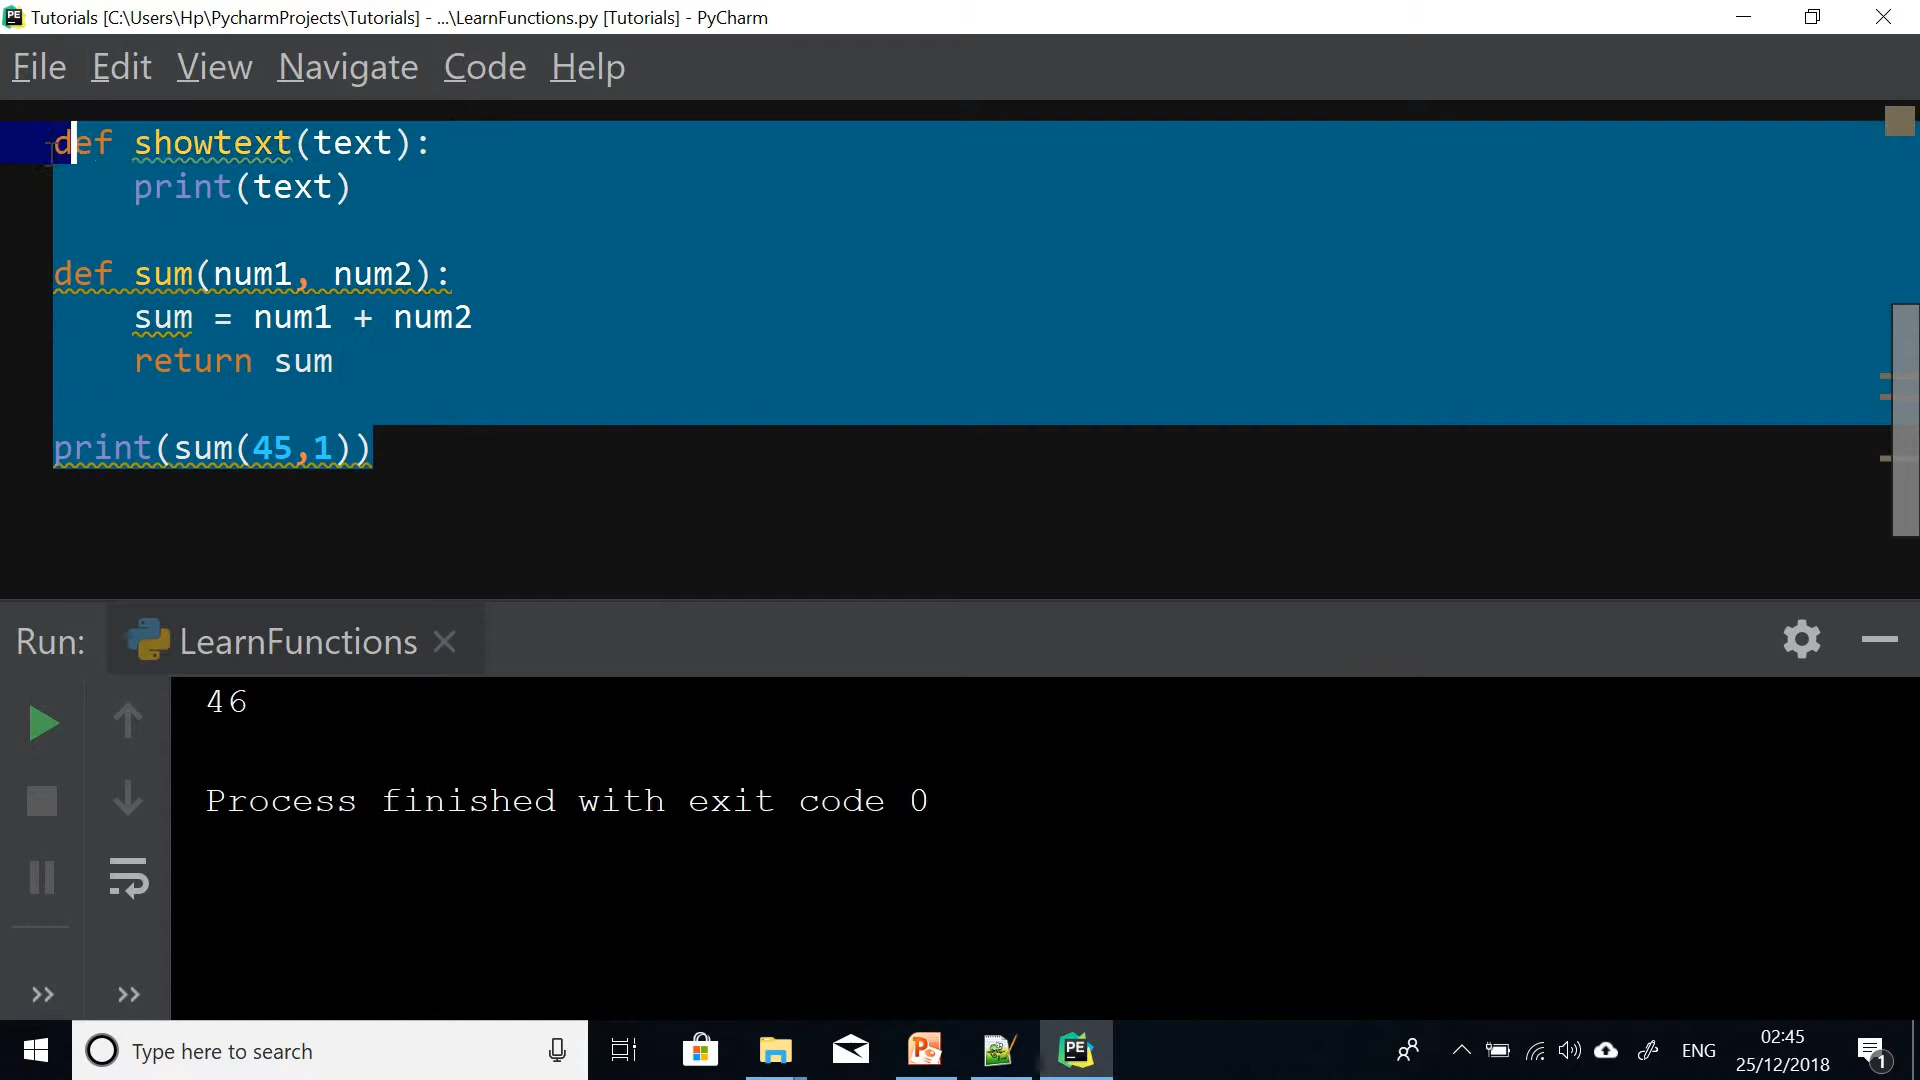 Tutorials [C:\Users\Hp\PycharmProjects\Tutorials] - ...\LearnFunctions.py [Tutorials] - PyCharm
File Edit View Navigate Code Help
def showtext(text):
    print(text)
def sum(num1, num2):
    sum = num1 + num2
    return sum
print(sum(45,1))
Run: LearnFunctions
46
Process finished with exit code 0
Type here to search
ENG
02:45
25/12/2018
1